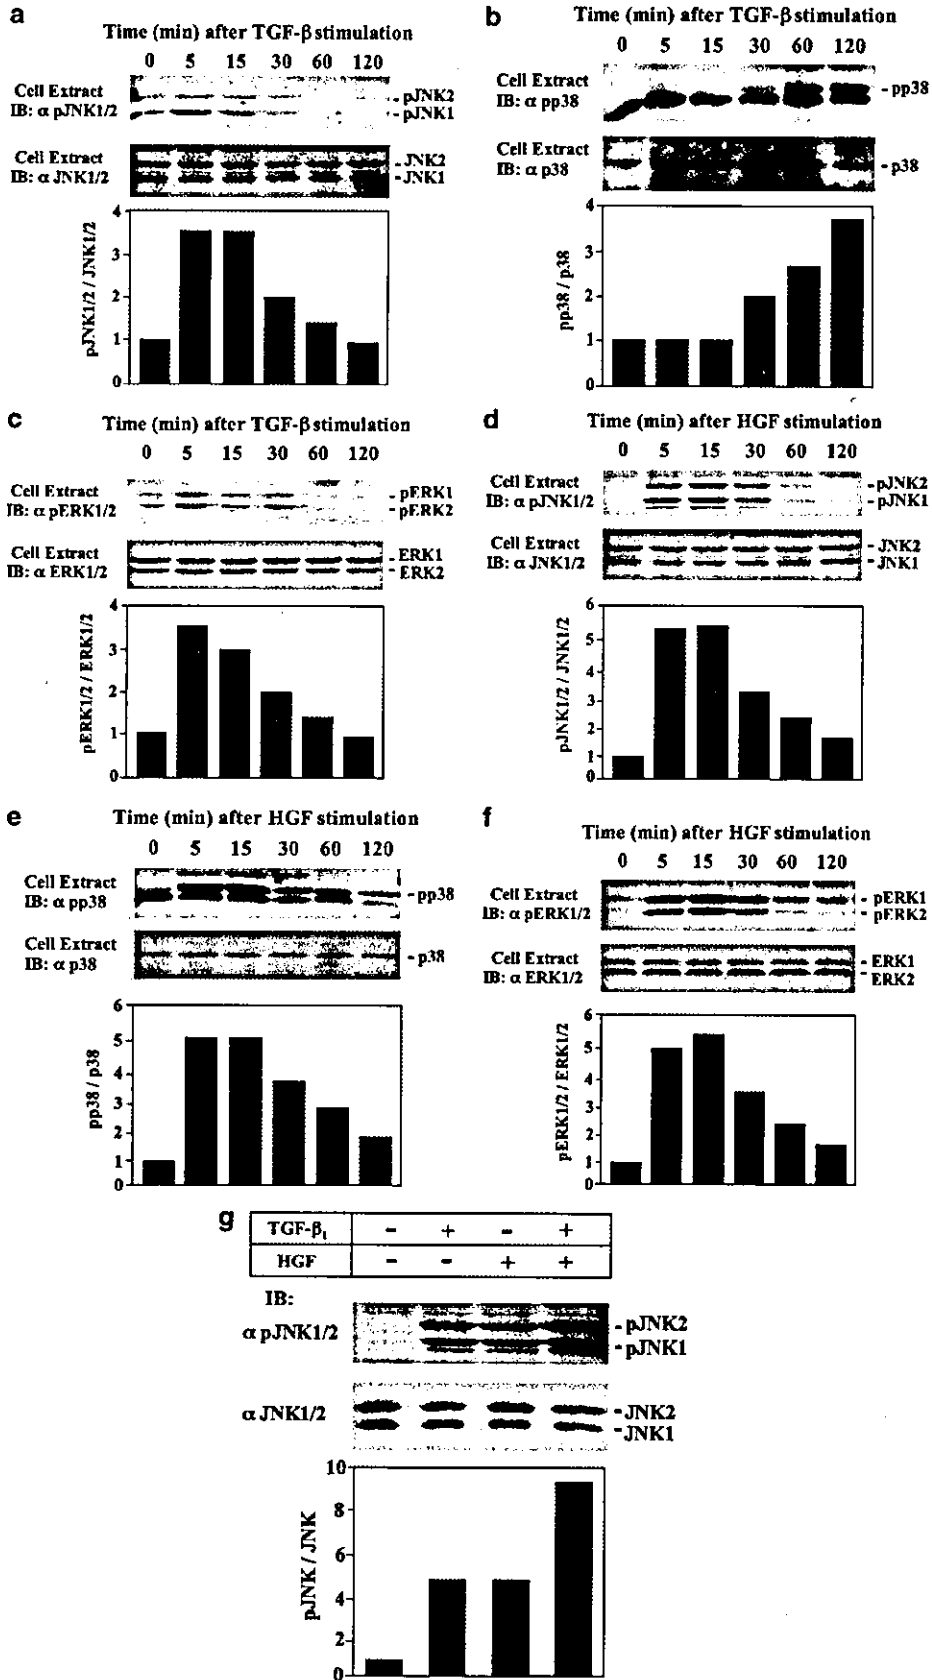 a
Time (min) after TGF-β stimulation
0 5 15 30 60 120
Cell Extract
IB: α pJNK1/2
- pJNK2
- pJNK1
Cell Extract
IB: α JNK1/2
- JNK2
- JNK1
pJNK1/2 / JNK1/2
4
3
2
1
0
b
Time (min) after TGF-β stimulation
0 5 15 30 60 120
Cell Extract
IB: α pp38
- pp38
Cell Extract
IB: α p38
- p38
pp38 / p38
4
3
2
1
0
c
Time (min) after TGF-β stimulation
0 5 15 30 60 120
Cell Extract
IB: α pERK1/2
- pERK1
- pERK2
Cell Extract
IB: α ERK1/2
- ERK1
- ERK2
pERK1/2 / ERK1/2
4
3
2
1
0
d
Time (min) after HGF stimulation
0 5 15 30 60 120
Cell Extract
IB: α pJNK1/2
- pJNK2
- pJNK1
Cell Extract
IB: α JNK1/2
- JNK2
- JNK1
pJNK1/2 / JNK1/2
6
5
4
3
2
1
0
e
Time (min) after HGF stimulation
0 5 15 30 60 120
Cell Extract
IB: α pp38
- pp38
Cell Extract
IB: α p38
- p38
pp38 / p38
6
5
4
3
2
1
0
f
Time (min) after HGF stimulation
0 5 15 30 60 120
Cell Extract
IB: α pERK1/2
- pERK1
- pERK2
Cell Extract
IB: α ERK1/2
- ERK1
ERK2
pERK1/2 / ERK1/2
6
5
4
3
2
1
0
g
TGF-β1 - + - +
HGF - - + +
IB:
α pJNK1/2
- pJNK2
- pJNK1
α JNK1/2
- JNK2
- JNK1
pJNK / JNK
10
8
6
4
2
0